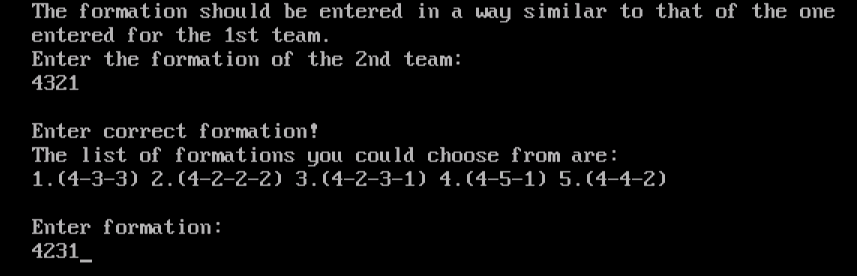 The formation should be entered in a way similar to that of the one
entered for the 1st team.
Enter the formation of the 2nd team:
4321
Enter correct formation!
The list of formations you could choose from are:
1.(4-3-3) 2.(4-2-2-2) 3.(4-2-3-1) 4.(4-5-1) 5.(4-4-2)
Enter formation:
4231_